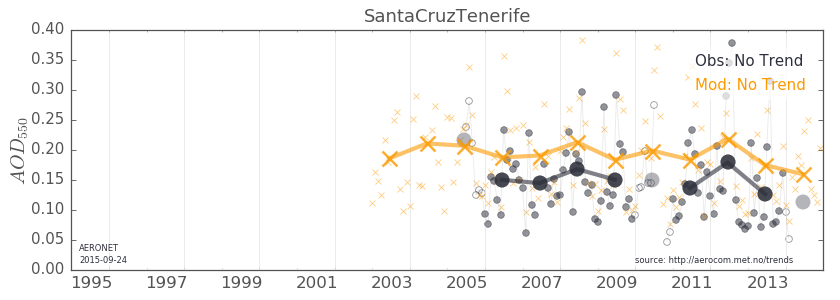 SantaCruzTenerife
0.40
0.35
0.30
0.25
0.20
0.15
0.10
0.05
0.00
AOD550
Obs: No Trend
Mod: No Trend
AERONET
2015-09-24
source: http://aerocom.met.no/trends
1995 1997 1999 2001 2003 2005 2007 2009 2011 2013